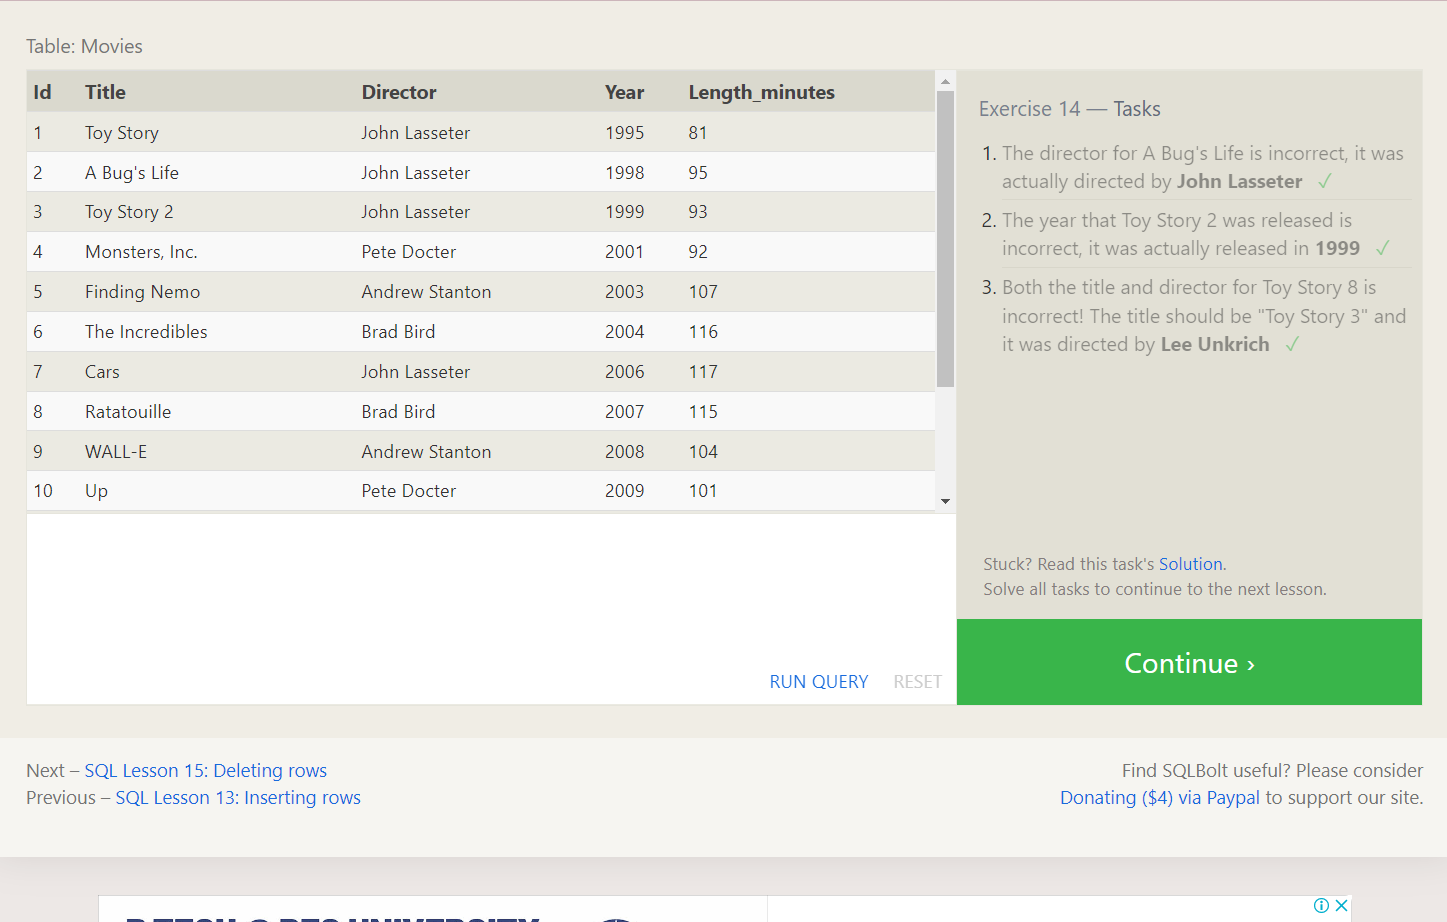 Table: Movies
Id Title Director Year Length_minutes
1 Toy Story John Lasseter 1995 81
2 A Bug's Life John Lasseter 1998 95
3 Toy Story 2 John Lasseter 1999 93
4 Monsters, Inc. Pete Docter 2001 92
5 Finding Nemo Andrew Stanton 2003 107
6 The Incredibles Brad Bird 2004 116
7 Cars John Lasseter 2006 117
8 Ratatouille Brad Bird 2007 115
9 WALL-E Andrew Stanton 2008 104
10 Up Pete Docter 2009 101
RUN QUERY RESET
Exercise 14 — Tasks
1. The director for A Bug's Life is incorrect, it was
actually directed by John Lasseter ✓
2. The year that Toy Story 2 was released is
incorrect, it was actually released in 1999 ✓
3. Both the title and director for Toy Story 8 is
incorrect! The title should be "Toy Story 3" and
it was directed by Lee Unkrich ✓
Stuck? Read this task's Solution.
Solve all tasks to continue to the next lesson.
Continue ›
Next – SQL Lesson 15: Deleting rows
Previous – SQL Lesson 13: Inserting rows
Find SQLBolt useful? Please consider
Donating ($4) via Paypal to support our site.